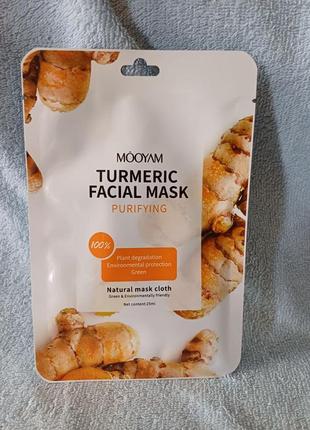 MOOYAM
TURMERIC
FACIAL MASK
PURIFYING
100%
Plant degradation
Environmental protection
Green
Natural mask cloth
Green & Environmentally friendly
Net content:25ml